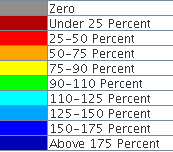 Zero
Under 25 Percent
25-50 Percent
50-75 Percent
75-90 Percent
90-110 Percent
110-125 Percent
125-150 Percent
150-175 Percent
Above 175 Percent